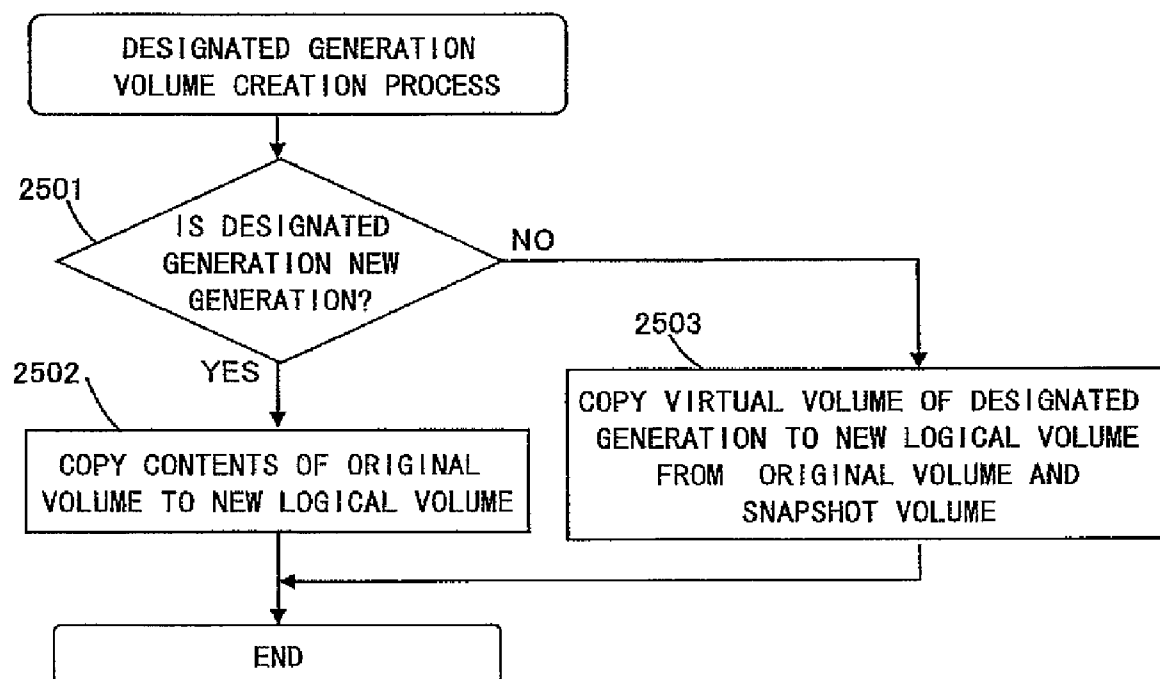 DESIGNATED GENERATION
VOLUME CREATION PROCESS
2501
IS DESIGNATED
GENERATION NEW
GENERATION?
NO
YES
2502
COPY CONTENTS OF ORIGINAL
VOLUME TO NEW LOGICAL VOLUME
2503
COPY VIRTUAL VOLUME OF DESIGNATED
GENERATION TO NEW LOGICAL VOLUME
FROM ORIGINAL VOLUME AND
SNAPSHOT VOLUME
END